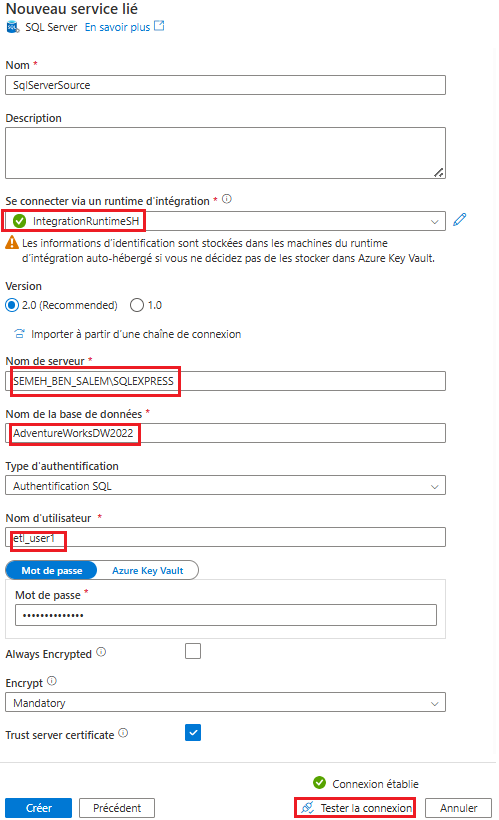 Nouveau service lié
SQL Server En savoir plus
Nom *
SqlServerSource
Description
Se connecter via un runtime d'intégration *
IntegrationRuntimeSH
Les informations d'identification sont stockées dans les machines du runtime
d'intégration auto-hébergé si vous ne décidez pas de les stocker dans Azure Key Vault.
Version
2.0 (Recommended) 1.0
Importer à partir d'une chaîne de connexion
Nom de serveur *
SEMEH_BEN_SALEM\SQLEXPRESS
Nom de la base de données *
AdventureWorksDW2022
Type d'authentification
Authentification SQL
Nom d'utilisateur *
etl_user1
Mot de passe Azure Key Vault
Mot de passe *
••••••••••••••
Always Encrypted
Encrypt
Mandatory
Trust server certificate
Connexion établie
Créer Précédent Tester la connexion Annuler